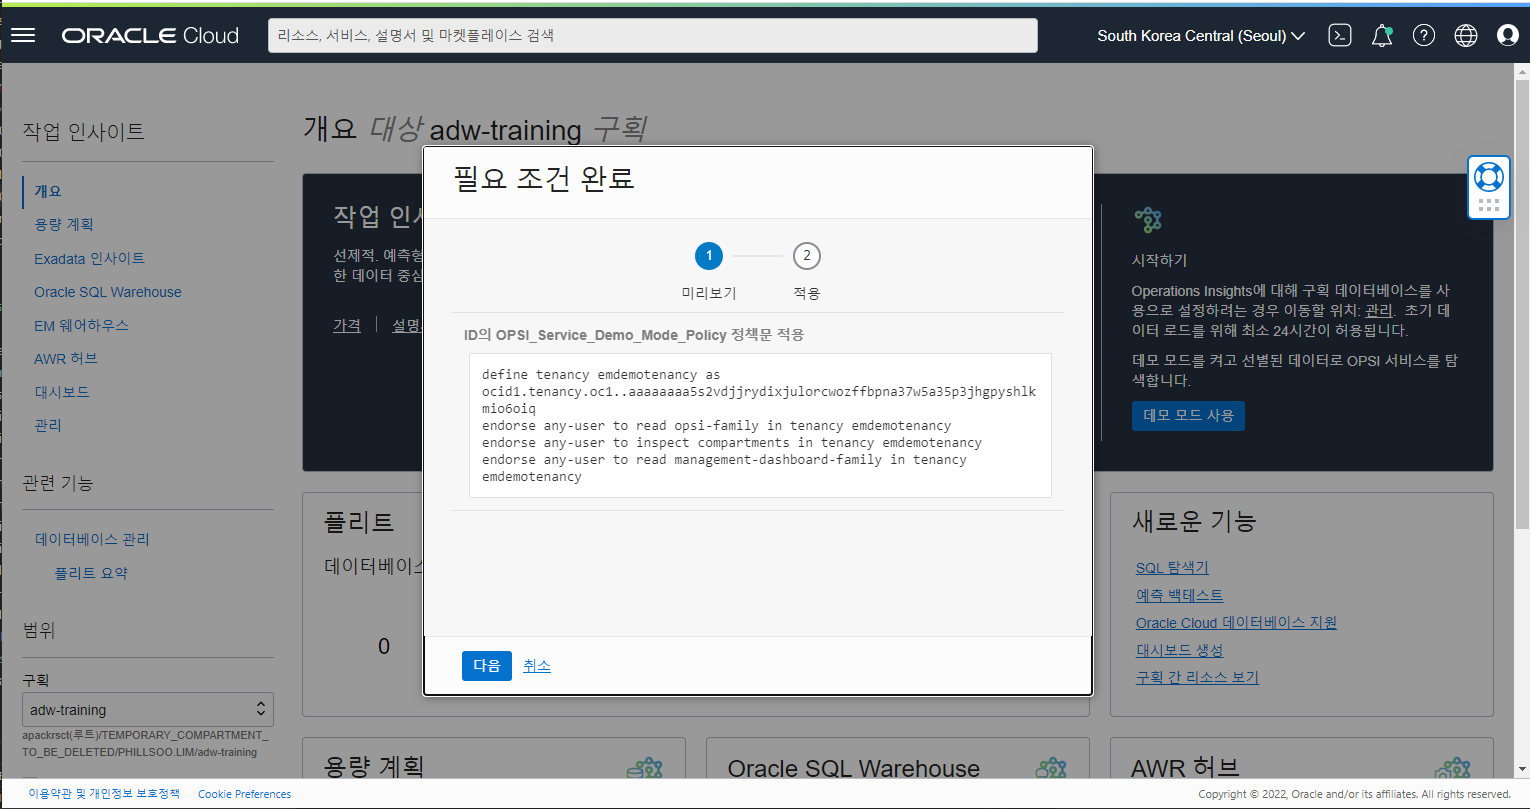 ORACLE Cloud
리소스, 서비스, 설명서 및 마켓플레이스 검색
South Korea Central (Seoul)
작업 인사이트
개요
용량 계획
Exadata 인사이트
Oracle SQL Warehouse
EM 웨어하우스
AWR 허브
대시보드
관리
관련 기능
데이터베이스 관리
플리트 요약
범위
구획
adw-training
apackrsct(루트)/TEMPORARY_COMPARTMENT_
TO_BE_DELETED/PHILLSOO.LIM/adw-training
개요 대상 adw-training 구획
작업 인
선제적. 예측형
한 데이터 중심
가격
설명
필요 조건 완료
1
2
미리보기
적용
ID의 OPSI_Service_Demo_Mode_Policy 정책문 적용
define tenancy emdemotenancy as
ocid1.tenancy.oc1..aaaaaaaa5s2vdjjrydixjulorcwozffbpna37w5a35p3jhgpyshlk
mio6oiq
endorse any-user to read opsi-family in tenancy emdemotenancy
endorse any-user to inspect compartments in tenancy emdemotenancy
endorse any-user to read management-dashboard-family in tenancy
emdemotenancy
다음
취소
시작하기
Operations Insights에 대해 구획 데이터베이스를 사
용으로 설정하려는 경우 이동할 위치: 관리. 초기 데
이터 로드를 위해 최소 24시간이 허용됩니다.
데모 모드를 켜고 선별된 데이터로 OPSI 서비스를 탐
색합니다.
데모 모드 사용
플리트
데이터베이스
0
새로운 기능
SQL 탐색기
예측 백테스트
Oracle Cloud 데이터베이스 지원
대시보드 생성
구획 간 리소스 보기
용량 계획
Oracle SQL Warehouse
AWR 허브
이용약관 및 개인정보 보호정책
Cookie Preferences
Copyright © 2022, Oracle and/or its affiliates. All rights reserved.